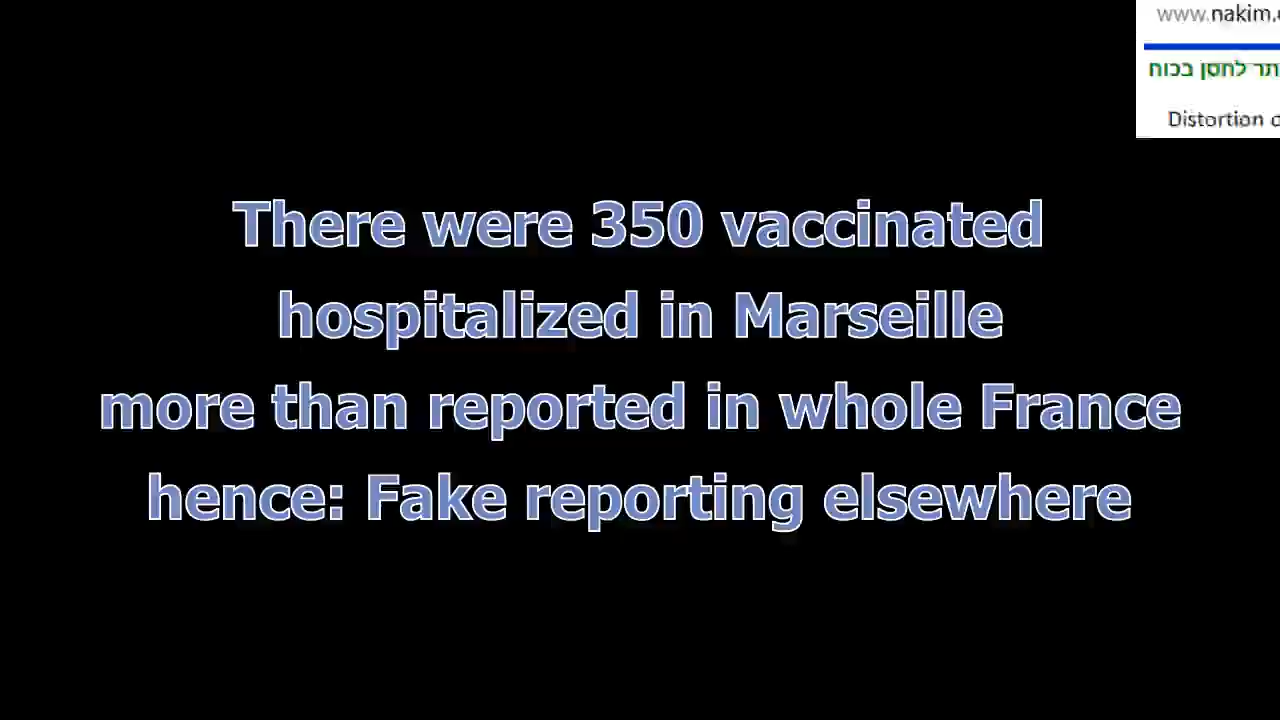 www.nakim.
תר לחסן בכוח
Distortion
There were 350 vaccinated
hospitalized in Marseille
more than reported in whole France
hence: Fake reporting elsewhere